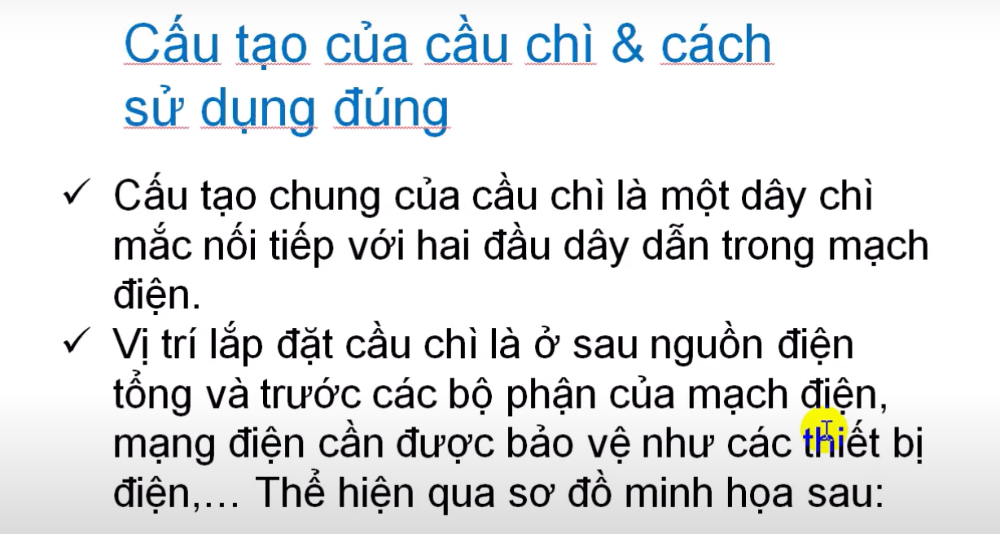 Cấu tạo của cầu chì & cách
sử dụng đúng
✓ Cấu tạo chung của cầu chì là một dây chì
mắc nối tiếp với hai đầu dây dẫn trong mạch
điện.
✓ Vị trí lắp đặt cầu chì là ở sau nguồn điện
tổng và trước các bộ phận của mạch điện,
mạng điện cần được bảo vệ như các thiết bị
điện,... Thể hiện qua sơ đồ minh họa sau: